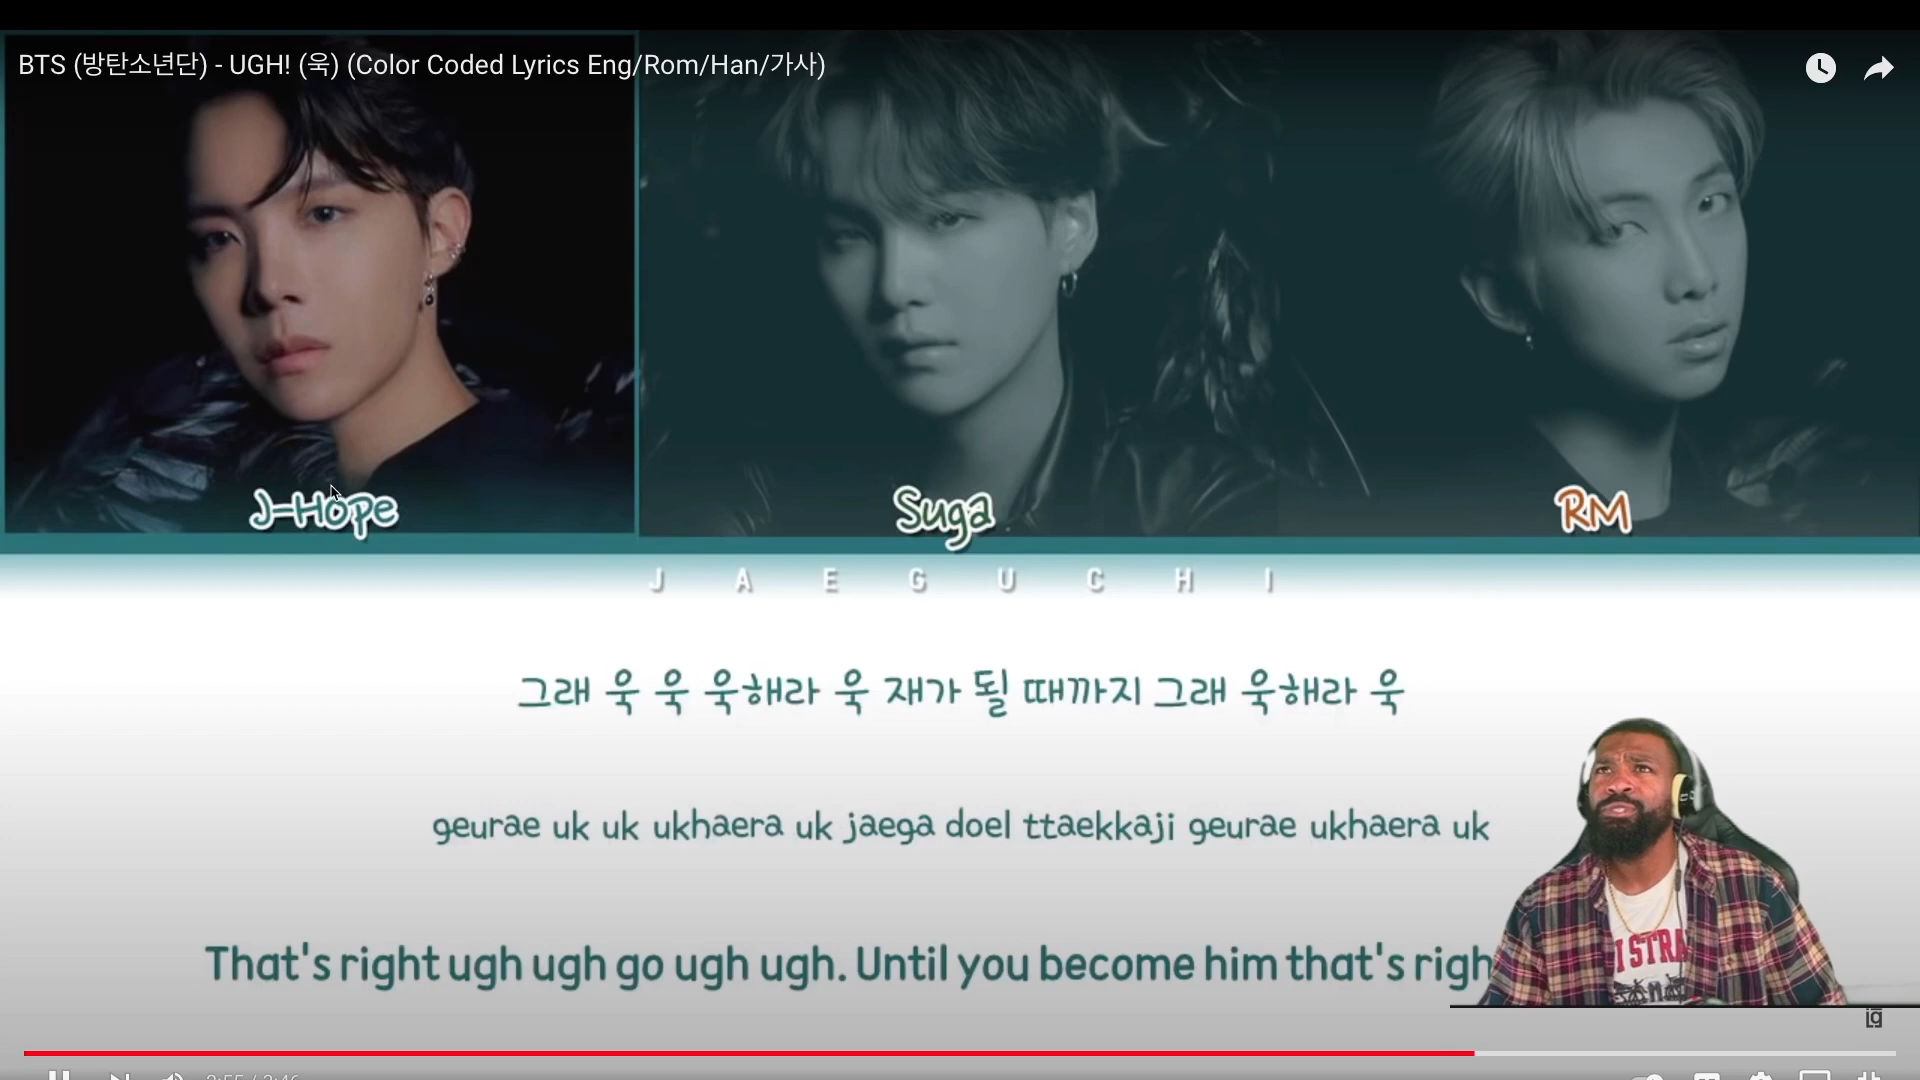 BTS (방탄소년단) - UGH! (욱) (Color Coded Lyrics Eng/Rom/Han/가사)
J-Hope
Suga
RM
J A E G U C H I
그래 욱 욱 욱해라 욱 재가 될 때까지 그래 욱해라 욱
geurae uk uk ukhaera uk jaega doel ttaekkaji geurae ukhaera uk
That's right ugh ugh go ugh ugh. Until you become him that's righ
I STRA